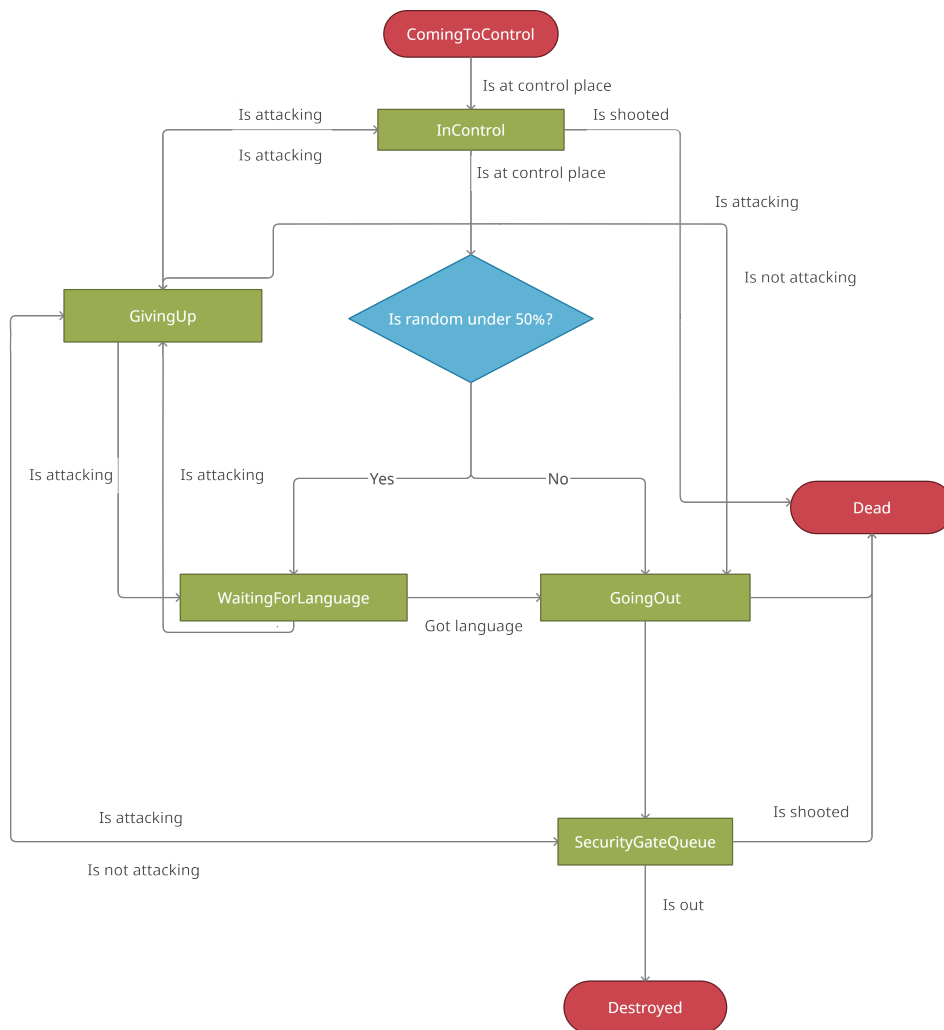 ComingToControl
Is at control place
Is attacking
InControl
Is shooted
Is attacking
Is at control place
Is attacking
Is not attacking
GivingUp
Is random under 50%?
Is attacking
Is attacking
Yes
No
Dead
WaitingForLanguage
GoingOut
Got language
Is attacking
Is shooted
SecurityGateQueue
Is not attacking
Is out
Destroyed